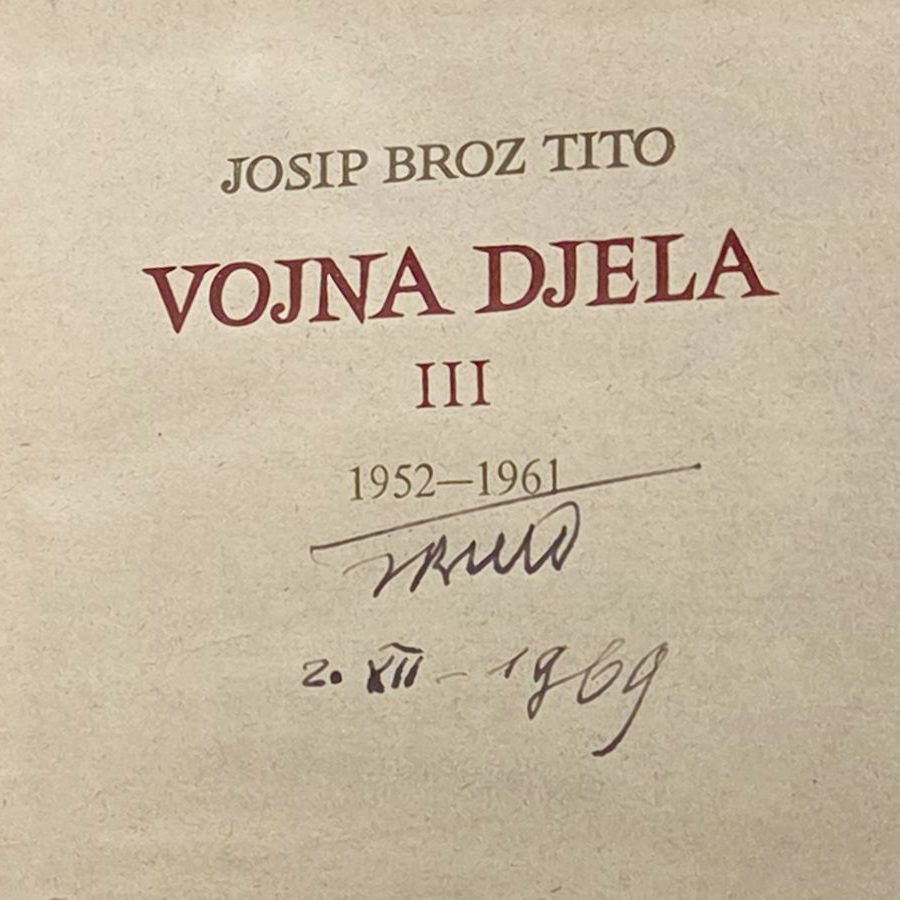 JOSIP BROZ TITO
VOJNA DJELA
III
1952—1961
2. XII - 1969